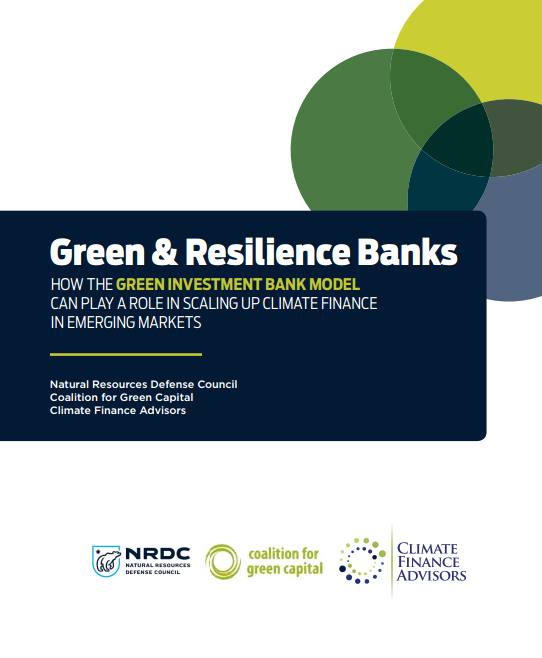 Green & Resilience Banks
HOW THE GREEN INVESTMENT BANK MODEL
CAN PLAY A ROLE IN SCALING UP CLIMATE FINANCE
IN EMERGING MARKETS
Natural Resources Defense Council
Coalition for Green Capital
Climate Finance Advisors
NRDC
NATURAL RESOURCES
DEFENSE COUNCIL
coalition for
green capital
CLIMATE
FINANCE
ADVISORS